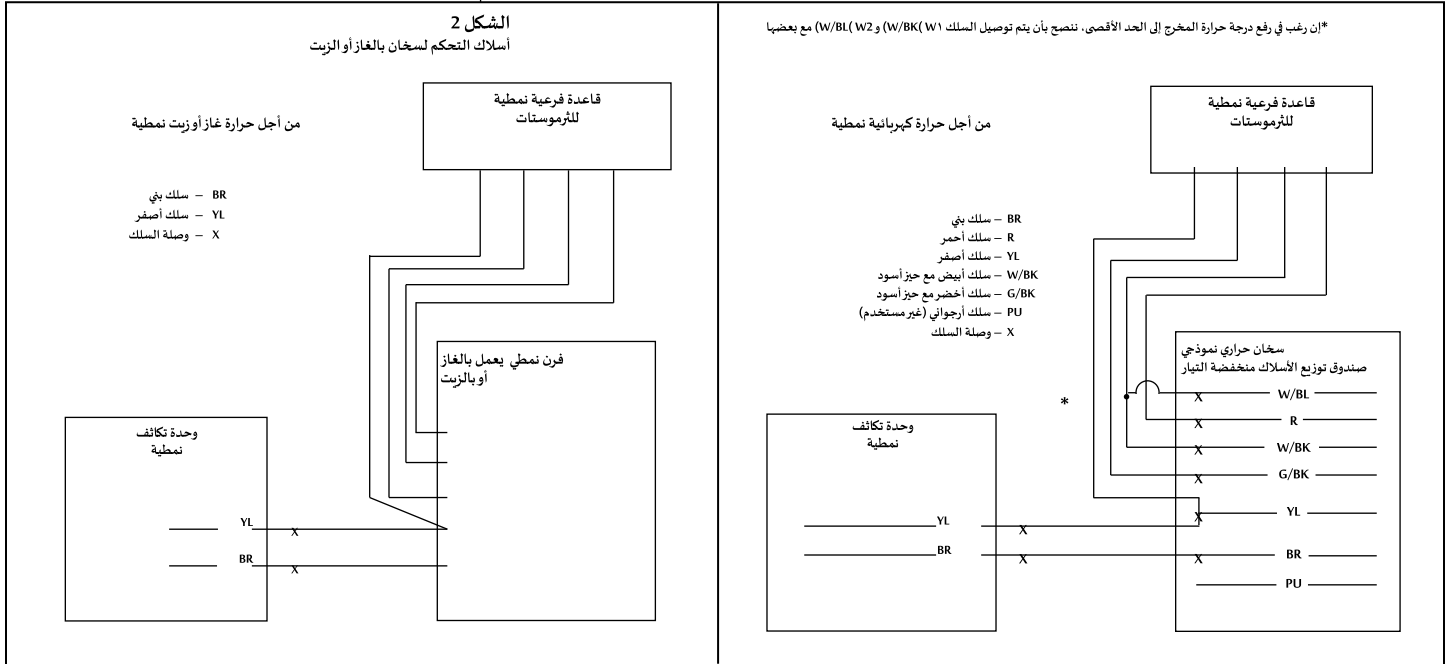 *إن رغب في رفع درجة حرارة المخرج إلى الحد الأقصى، ننصح بأن يتم توصيل السلك W١ (W/BK) و W2 (W/BL) مع بعضها
قاعدة فرعية نمطية
للثرموستات
من أجل حرارة كهربائية نمطية
BR – سلك بني
R – سلك أحمر
YL – سلك أصفر
W/BK – سلك أبيض مع حيز أسود
G/BK – سلك أخضر مع حيز أسود
PU – سلك أرجواني (غير مستخدم)
X – وصلة السلك
سخان حراري نموذجي
صندوق توزيع الأسلاك منخفضة التيار
*
X W/BL
X R
X W/BK
X G/BK
X YL
X BR
PU
وحدة تكاثف
نمطية
YL X
BR X
الشكل 2
أسلاك التحكم لسخان بالغاز أو الزيت
قاعدة فرعية نمطية
للثرموستات
من أجل حرارة غاز أو زيت نمطية
BR – سلك بني
YL – سلك أصفر
X – وصلة السلك
فرن نمطي يعمل بالغاز
أو بالزيت
وحدة تكاثف
نمطية
YL X
BR X